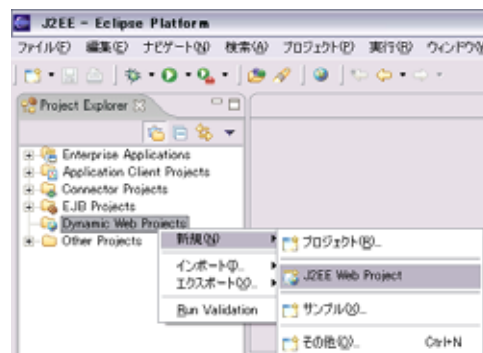 J2EE - Eclipse Platform
ファイル(F) 編集(E) ナビゲート(N) 検索(A) プロジェクト(P) 実行(R) ウィンドウ
Project Explorer
Enterprise Applications
Application Client Projects
Connector Projects
EJB Projects
Dynamic Web Projects
Other Projects
新規(N)
インポート(I)...
エクスポート(O)...
Run Validation
プロジェクト(R)...
J2EE Web Project
サンプル(X)...
その他(O)... Ctrl+N